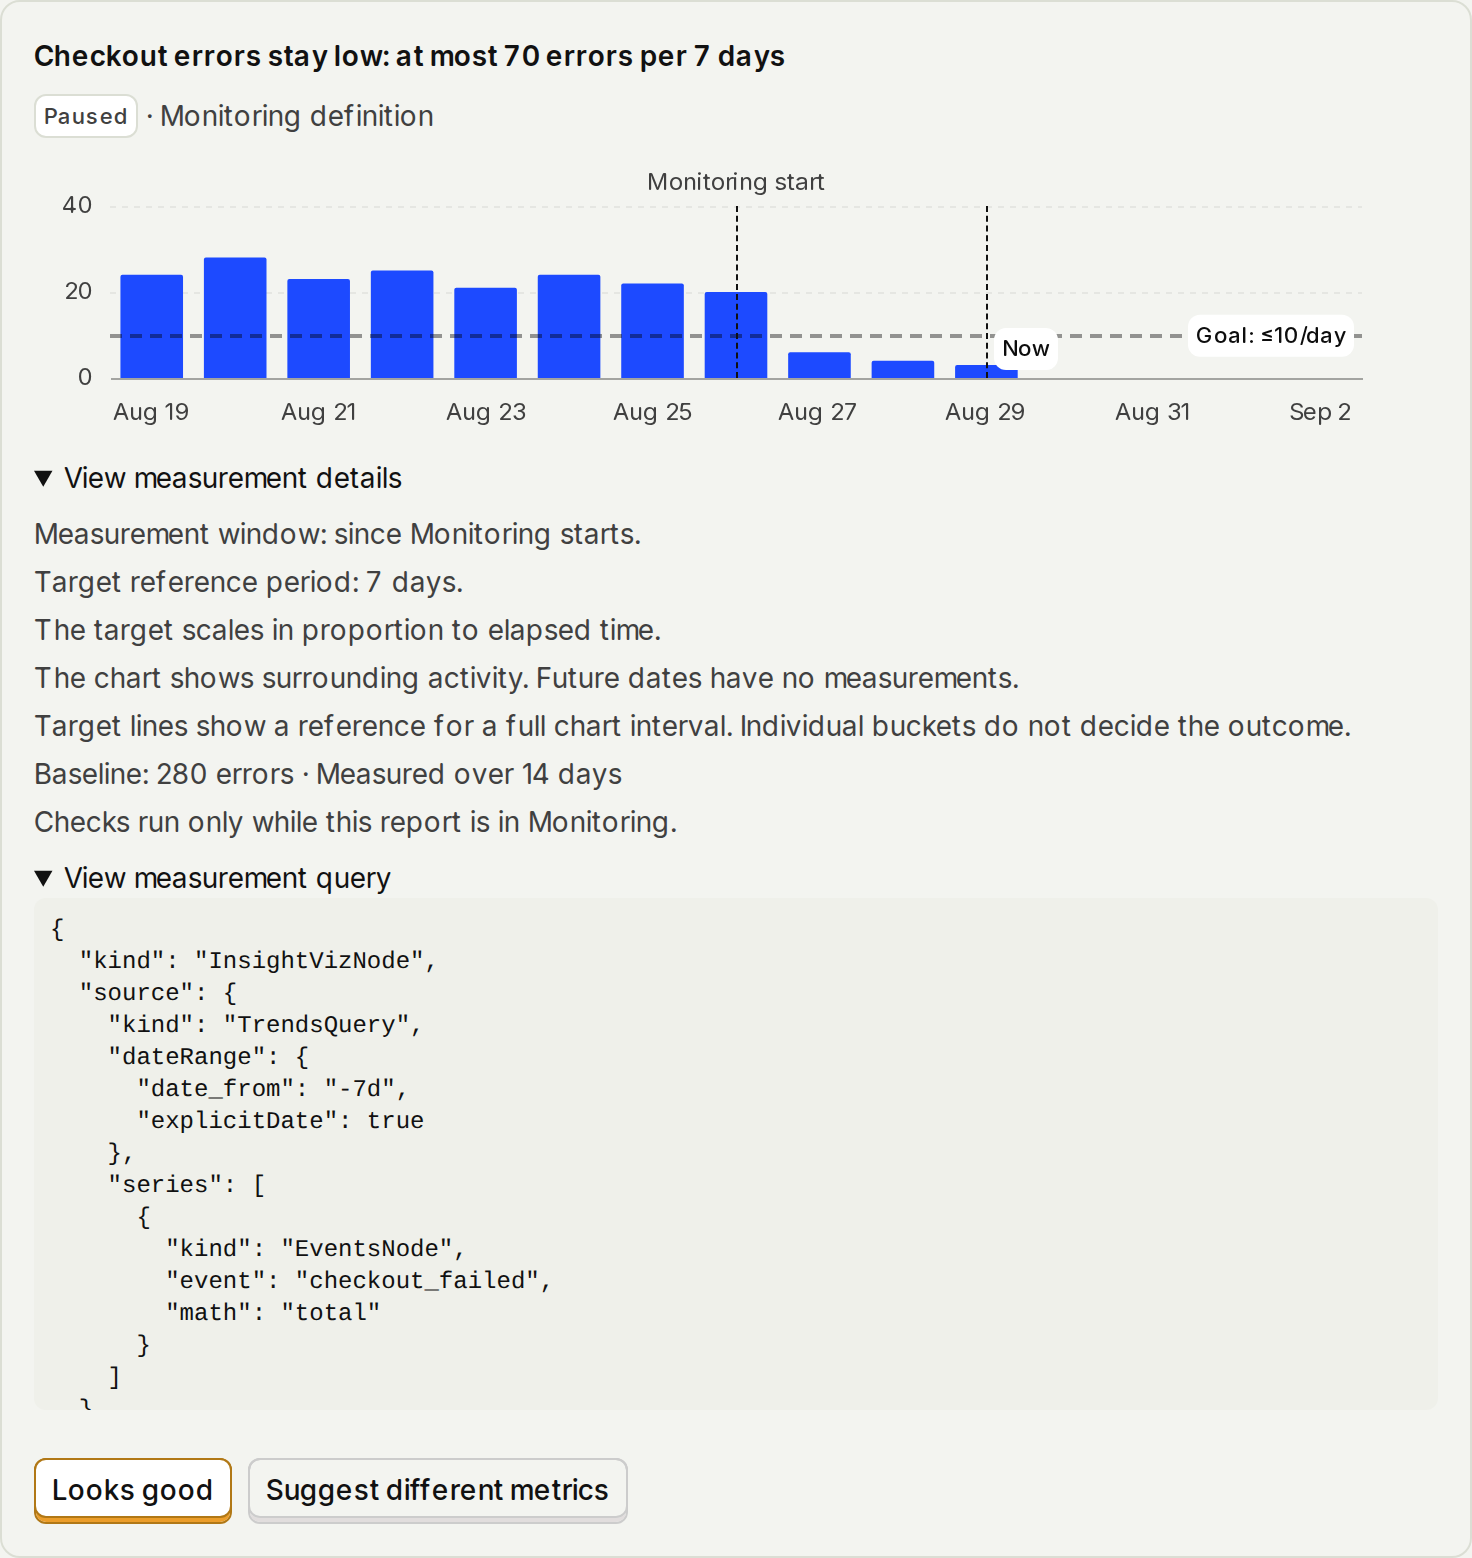 Checkout errors stay low: at most 70 errors per 7 days
Paused · Monitoring definition
Monitoring start
40
20
0
Now
Goal: ≤10/day
Aug 19 Aug 21 Aug 23 Aug 25 Aug 27 Aug 29 Aug 31 Sep 2
▼ View measurement details
Measurement window: since Monitoring starts.
Target reference period: 7 days.
The target scales in proportion to elapsed time.
The chart shows surrounding activity. Future dates have no measurements.
Target lines show a reference for a full chart interval. Individual buckets do not decide the outcome.
Baseline: 280 errors · Measured over 14 days
Checks run only while this report is in Monitoring.
▼ View measurement query
{
  "kind": "InsightVizNode",
  "source": {
    "kind": "TrendsQuery",
    "dateRange": {
      "date_from": "-7d",
      "explicitDate": true
    },
    "series": [
      {
        "kind": "EventsNode",
        "event": "checkout_failed",
        "math": "total"
      }
    ]
  }
Looks good
Suggest different metrics